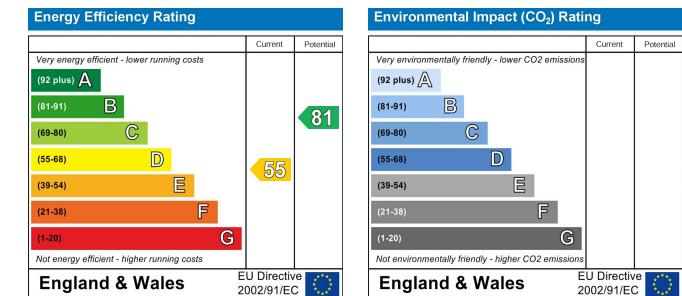 Energy Efficiency Rating
Current Potential
Very energy efficient - lower running costs
(92 plus) A
(81-91) B
(69-80) C
(55-68) D
(39-54) E
(21-38) F
(1-20) G
81
55
Not energy efficient - higher running costs
England & Wales
EU Directive
2002/91/EC
Environmental Impact (CO₂) Rating
Current Potential
Very environmentally friendly - lower CO2 emissions
(92 plus) A
(81-91) B
(69-80) C
(55-68) D
(39-54) E
(21-38) F
(1-20) G
Not environmentally friendly - higher CO2 emissions
England & Wales
EU Directive
2002/91/EC